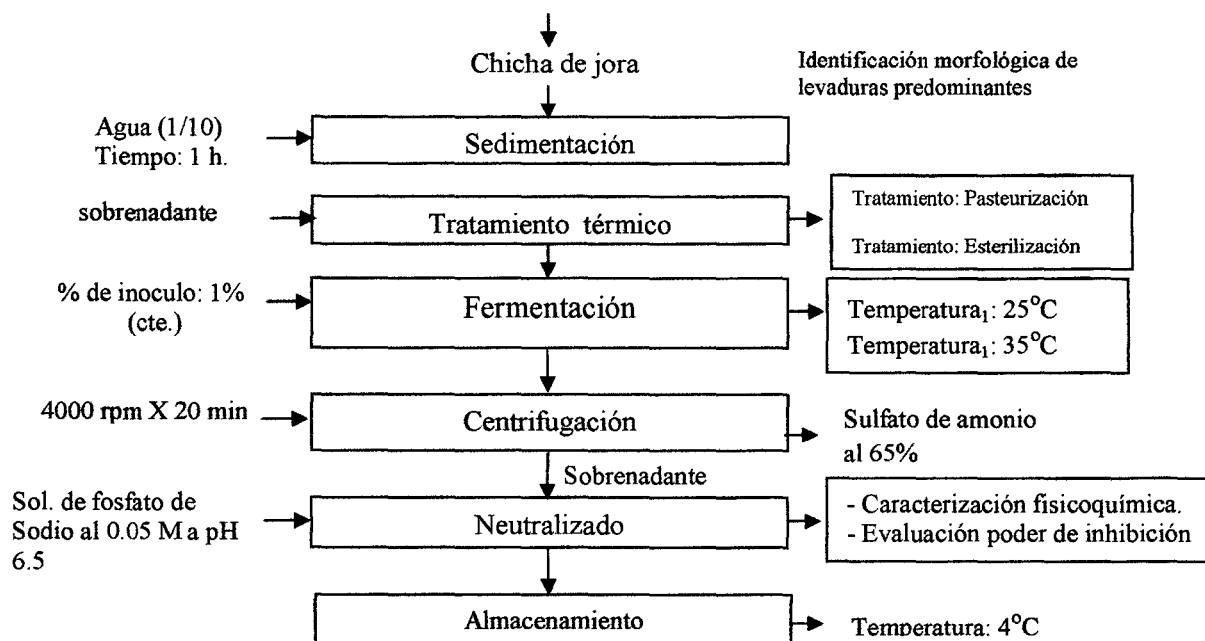 Chicha de jora
Identificación morfológica de
levaduras predominantes
Agua (1/10)
Tiempo: 1 h.
Sedimentación
sobrenadante
Tratamiento térmico
Tratamiento: Pasteurización
Tratamiento: Esterilización
% de inoculo: 1%
(cte.)
Fermentación
Temperatura₁: 25°C
Temperatura₁: 35°C
4000 rpm X 20 min
Centrifugación
Sulfato de amonio
al 65%
Sobrenadante
Sol. de fosfato de
Sodio al 0.05 M a pH
6.5
Neutralizado
- Caracterización fisicoquímica.
- Evaluación poder de inhibición
Almacenamiento
Temperatura: 4°C